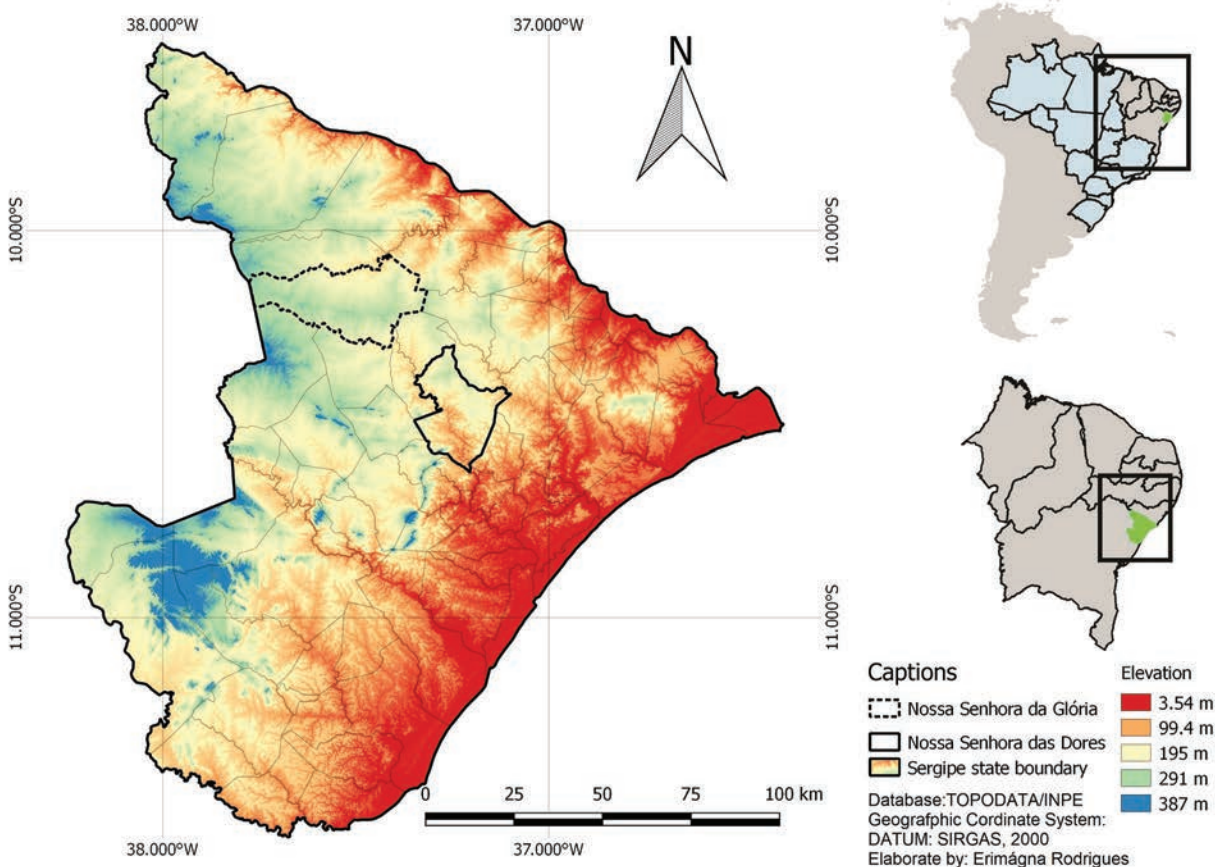 38.000°W
37.000°W
N
10.000°S
10.000°S
11.000°S
11.000°S
0
25
50
75
100 km
38.000°W
37.000°W
Captions
Nossa Senhora da Glória
Nossa Senhora das Dores
Sergipe state boundary
Elevation
3.54 m
99.4 m
195 m
291 m
387 m
Database:TOPODATA/INPE
Geografphic Cordinate System:
DATUM: SIRGAS, 2000
Elaborate by: Erimágna Rodrigues